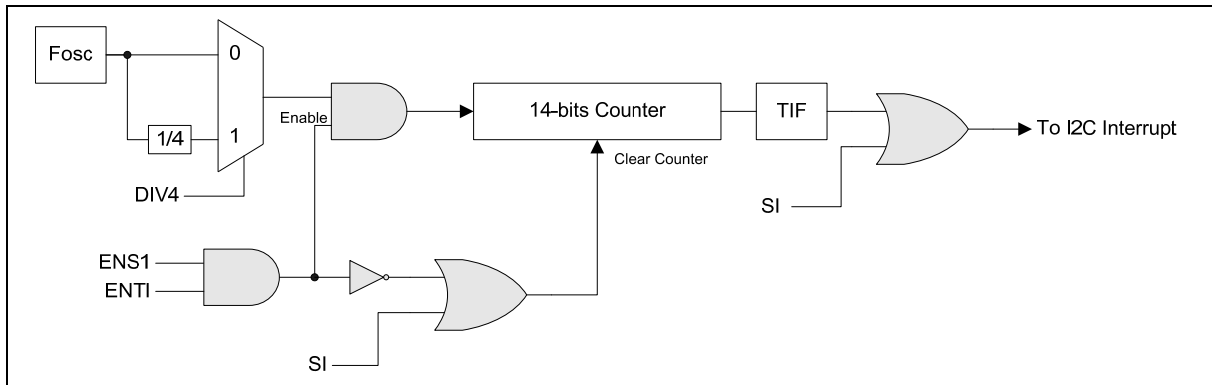 Fosc
0
1/4
1
DIV4
Enable
14-bits Counter
Clear Counter
TIF
SI
To I2C Interrupt
ENS1
ENTI
SI